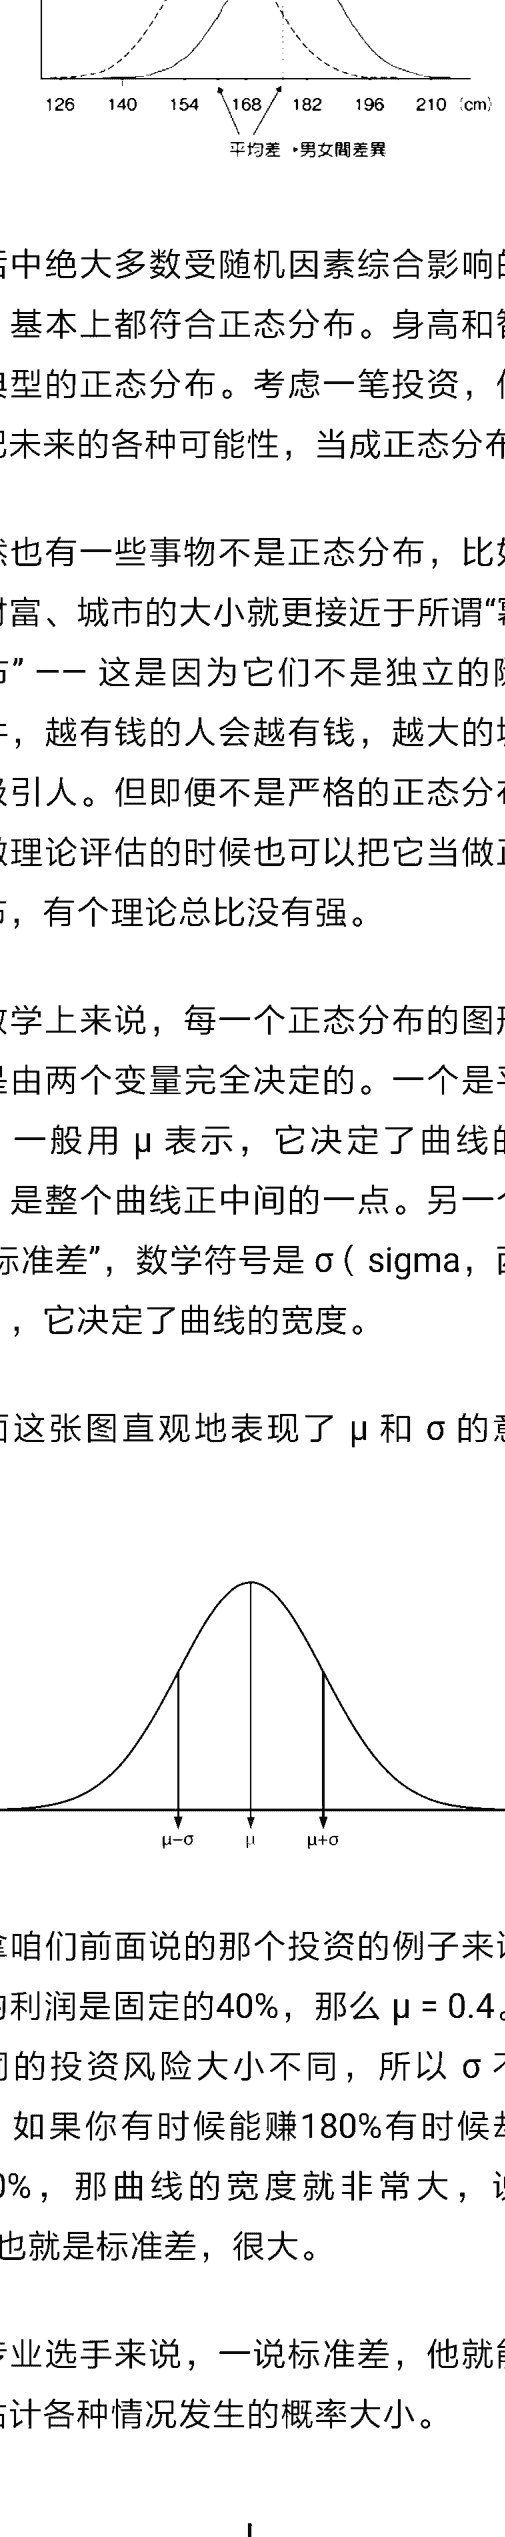 126 140 154 168 182 196 210 (cm)
平均差 •男女間差異
中绝大多数受随机因素综合影响的
基本上都符合正态分布。身高和智
型的正态分布。考虑一笔投资,
未来的各种可能性,当成正态分布
也有一些事物不是正态分布,比如
富、城市的大小就更接近于所谓“幂
” —— 这是因为它们不是独立的随
,越有钱的人会越有钱,越大的城
引人。但即便不是严格的正态分布
理论评估的时候也可以把它当做正
,有个理论总比没有强。
学上来说,每一个正态分布的图形
由两个变量完全决定的。一个是平
一般用 μ 表示,它决定了曲线的
是整个曲线正中间的一点。另一个
标准差”,数学符号是 σ( sigma,
,它决定了曲线的宽度。
面这张图直观地表现了 μ 和 σ 的意
μ−σ μ μ+σ
拿咱们前面说的那个投资的例子来说
的利润是固定的40%,那么 μ = 0.4。
同的投资风险大小不同,所以 σ 不
如果你有时候能赚180%有时候却
0%,那曲线的宽度就非常大,说
也就是标准差,很大。
专业选手来说,一说标准差,他就能
估计各种情况发生的概率大小。